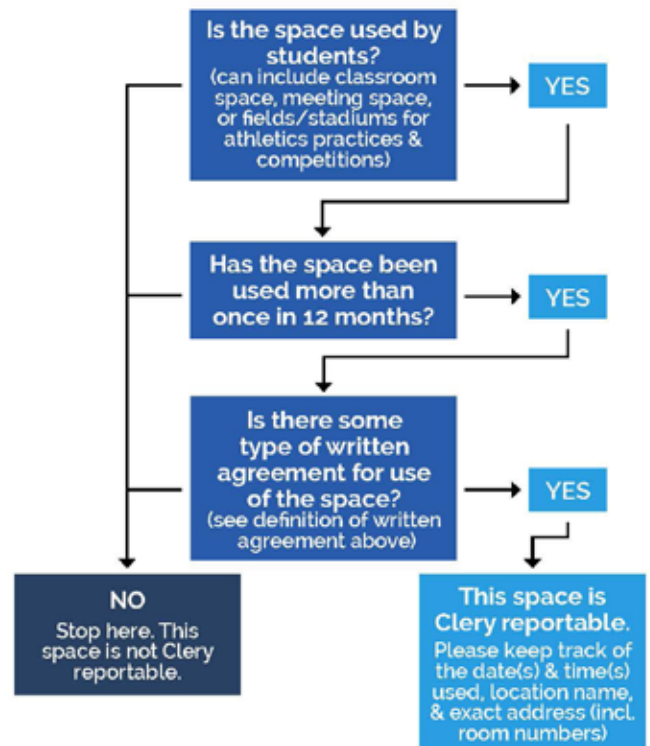 Is the space used by
students?
(can include classroom
space, meeting space,
or fields/stadiums for
athletics practices &
competitions)
YES
Has the space been
used more than
once in 12 months?
YES
Is there some
type of written
agreement for use
of the space?
(see definition of written
agreement above)
YES
NO
Stop here. This
space is not Clery
reportable.
This space is
Clery reportable.
Please keep track of
the date(s) & time(s)
used, location name,
& exact address (incl.
room numbers)